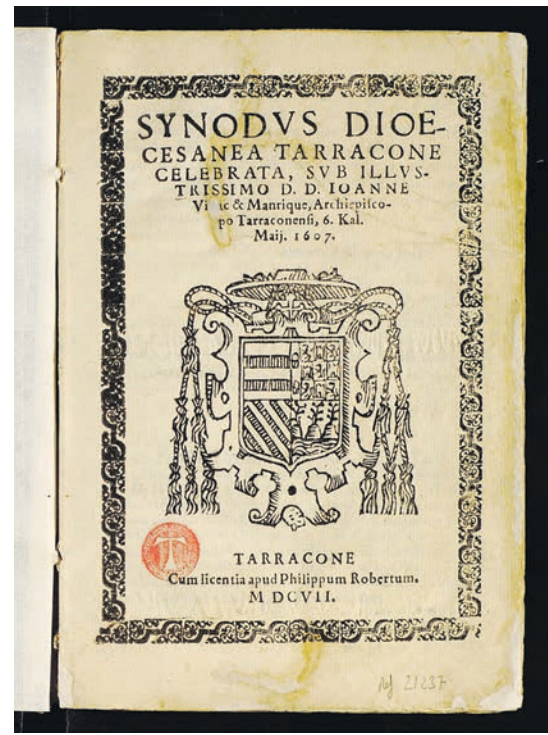 SYNODVS DIOE-
CESANEA TARRACONE
CELEBRATA, SVB ILLVS-
TRISSIMO D. D. IOANNE
& Manrique, Archiepisco-
po Tarraconensi, 6. Kal.
Maij. 1607.
TARRACONE
Cum licentia apud Philippum Robertum.
M DCVII.
21237